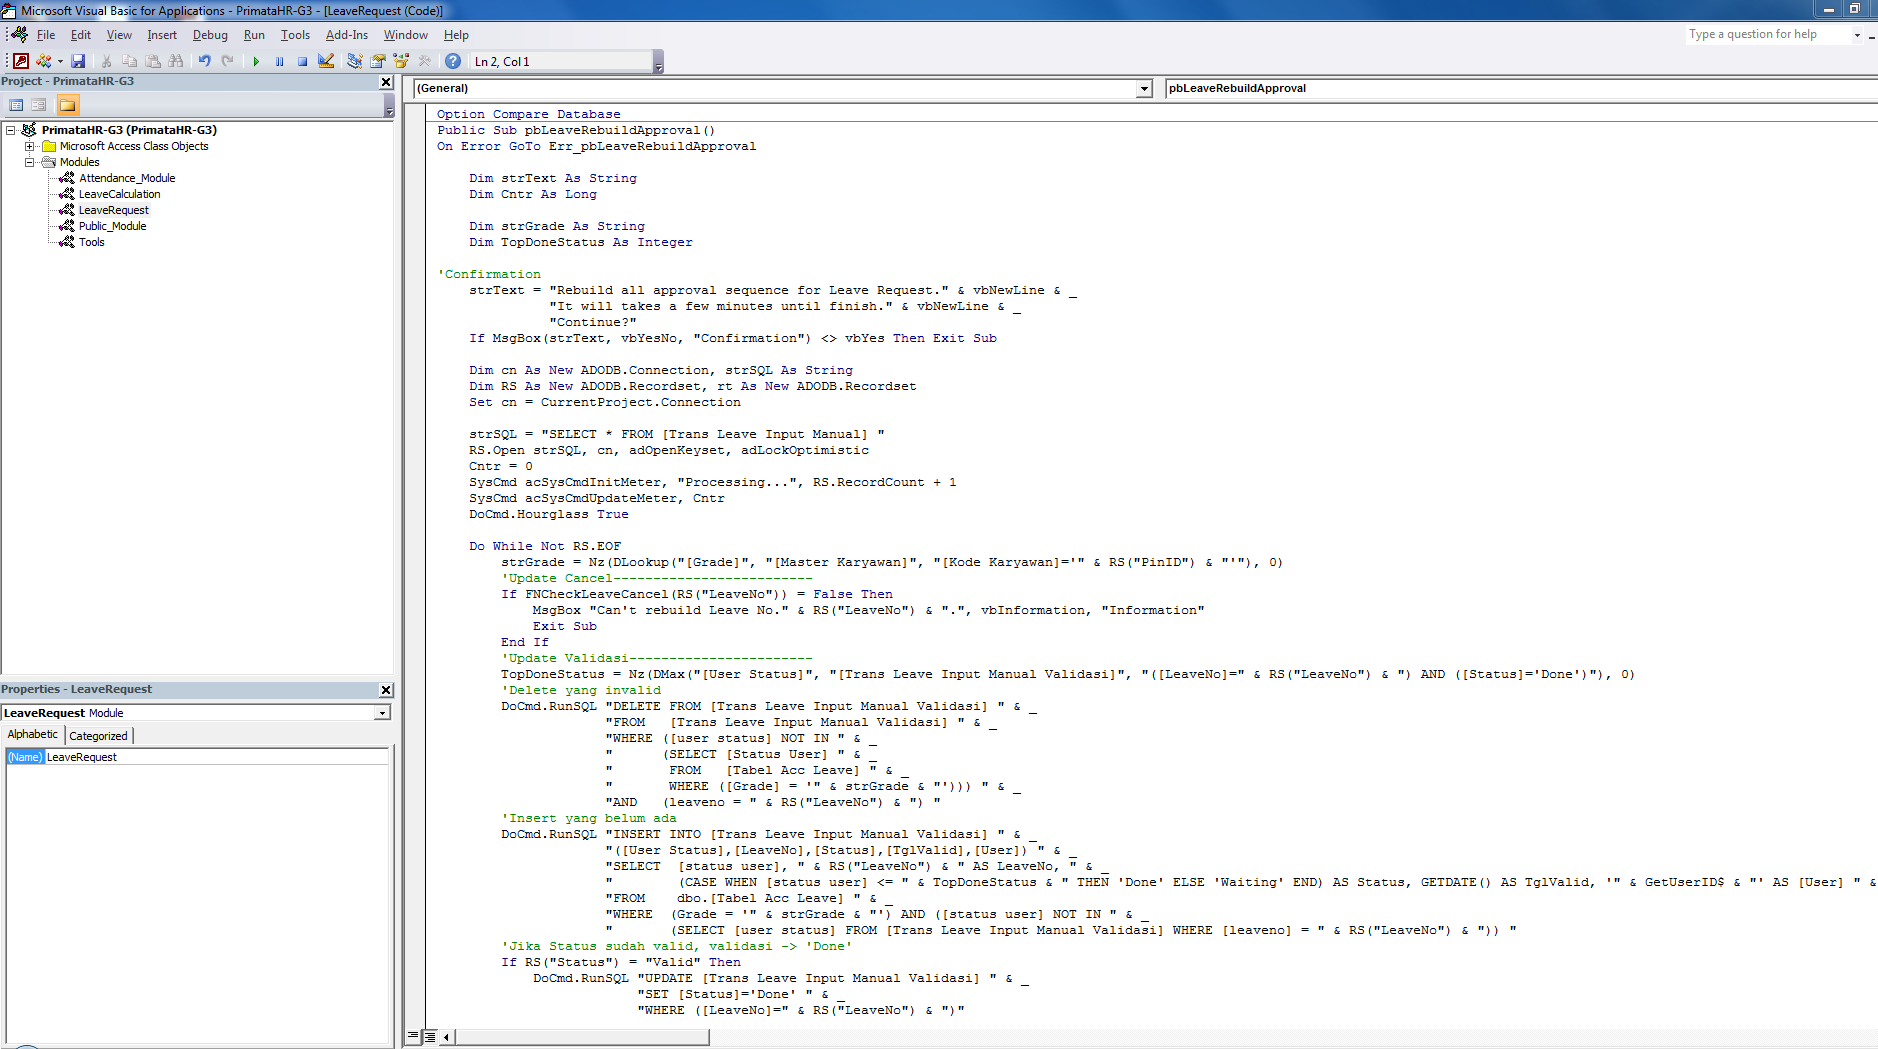 Microsoft Visual Basic for Applications - PrimataHR-G3 - [LeaveRequest (Code)]
File Edit View Insert Debug Run Tools Add-Ins Window Help
Type a question for help
Ln 2, Col 1
Project - PrimataHR-G3
PrimataHR-G3 (PrimataHR-G3)
Microsoft Access Class Objects
Modules
Attendance_Module
LeaveCalculation
LeaveRequest
Public_Module
Tools
Properties - LeaveRequest
LeaveRequest Module
Alphabetic Categorized
(Name) LeaveRequest
(General)
pbLeaveRebuildApproval
Option Compare Database
Public Sub pbLeaveRebuildApproval()
On Error GoTo Err_pbLeaveRebuildApproval
Dim strText As String
Dim Cntr As Long
Dim strGrade As String
Dim TopDoneStatus As Integer
'Confirmation
strText = "Rebuild all approval sequence for Leave Request." & vbNewLine & _
"It will takes a few minutes until finish." & vbNewLine & _
"Continue?"
If MsgBox(strText, vbYesNo, "Confirmation") <> vbYes Then Exit Sub
Dim cn As New ADODB.Connection, strSQL As String
Dim RS As New ADODB.Recordset, rt As New ADODB.Recordset
Set cn = CurrentProject.Connection
strSQL = "SELECT * FROM [Trans Leave Input Manual] "
RS.Open strSQL, cn, adOpenKeyset, adLockOptimistic
Cntr = 0
SysCmd acSysCmdInitMeter, "Processing...", RS.RecordCount + 1
SysCmd acSysCmdUpdateMeter, Cntr
DoCmd.Hourglass True
Do While Not RS.EOF
strGrade = Nz(DLookup("[Grade]", "[Master Karyawan]", "[Kode Karyawan]='" & RS("PinID") & "'"), 0)
'Update Cancel-------------------------
If FNCheckLeaveCancel(RS("LeaveNo")) = False Then
MsgBox "Can't rebuild Leave No." & RS("LeaveNo") & ".", vbInformation, "Information"
Exit Sub
End If
'Update Validasi-----------------------
TopDoneStatus = Nz(DMax("[User Status]", "[Trans Leave Input Manual Validasi]", "([LeaveNo]=" & RS("LeaveNo") & ") AND ([Status]='Done')"), 0)
'Delete yang invalid
DoCmd.RunSQL "DELETE FROM [Trans Leave Input Manual Validasi] " & _
"FROM   [Trans Leave Input Manual Validasi] " & _
"WHERE ([user status] NOT IN " & _
"      (SELECT [Status User] " & _
"       FROM   [Tabel Acc Leave] " & _
"       WHERE ([Grade] = '" & strGrade & "'))) " & _
"AND   (leaveno = " & RS("LeaveNo") & ") "
'Insert yang belum ada
DoCmd.RunSQL "INSERT INTO [Trans Leave Input Manual Validasi] " & _
"([User Status],[LeaveNo],[Status],[TglValid],[User]) " & _
"SELECT  [status user], " & RS("LeaveNo") & " AS LeaveNo, " & _
"        (CASE WHEN [status user] <= " & TopDoneStatus & " THEN 'Done' ELSE 'Waiting' END) AS Status, GETDATE() AS TglValid, '" & GetUserID$ & "' AS [User] " &
"FROM    dbo.[Tabel Acc Leave] " & _
"WHERE  (Grade = '" & strGrade & "') AND ([status user] NOT IN " & _
"       (SELECT [user status] FROM [Trans Leave Input Manual Validasi] WHERE [leaveno] = " & RS("LeaveNo") & ")) "
'Jika Status sudah valid, validasi -> 'Done'
If RS("Status") = "Valid" Then
DoCmd.RunSQL "UPDATE [Trans Leave Input Manual Validasi] " & _
"SET [Status]='Done' " & _
"WHERE ([LeaveNo]=" & RS("LeaveNo") & ")"